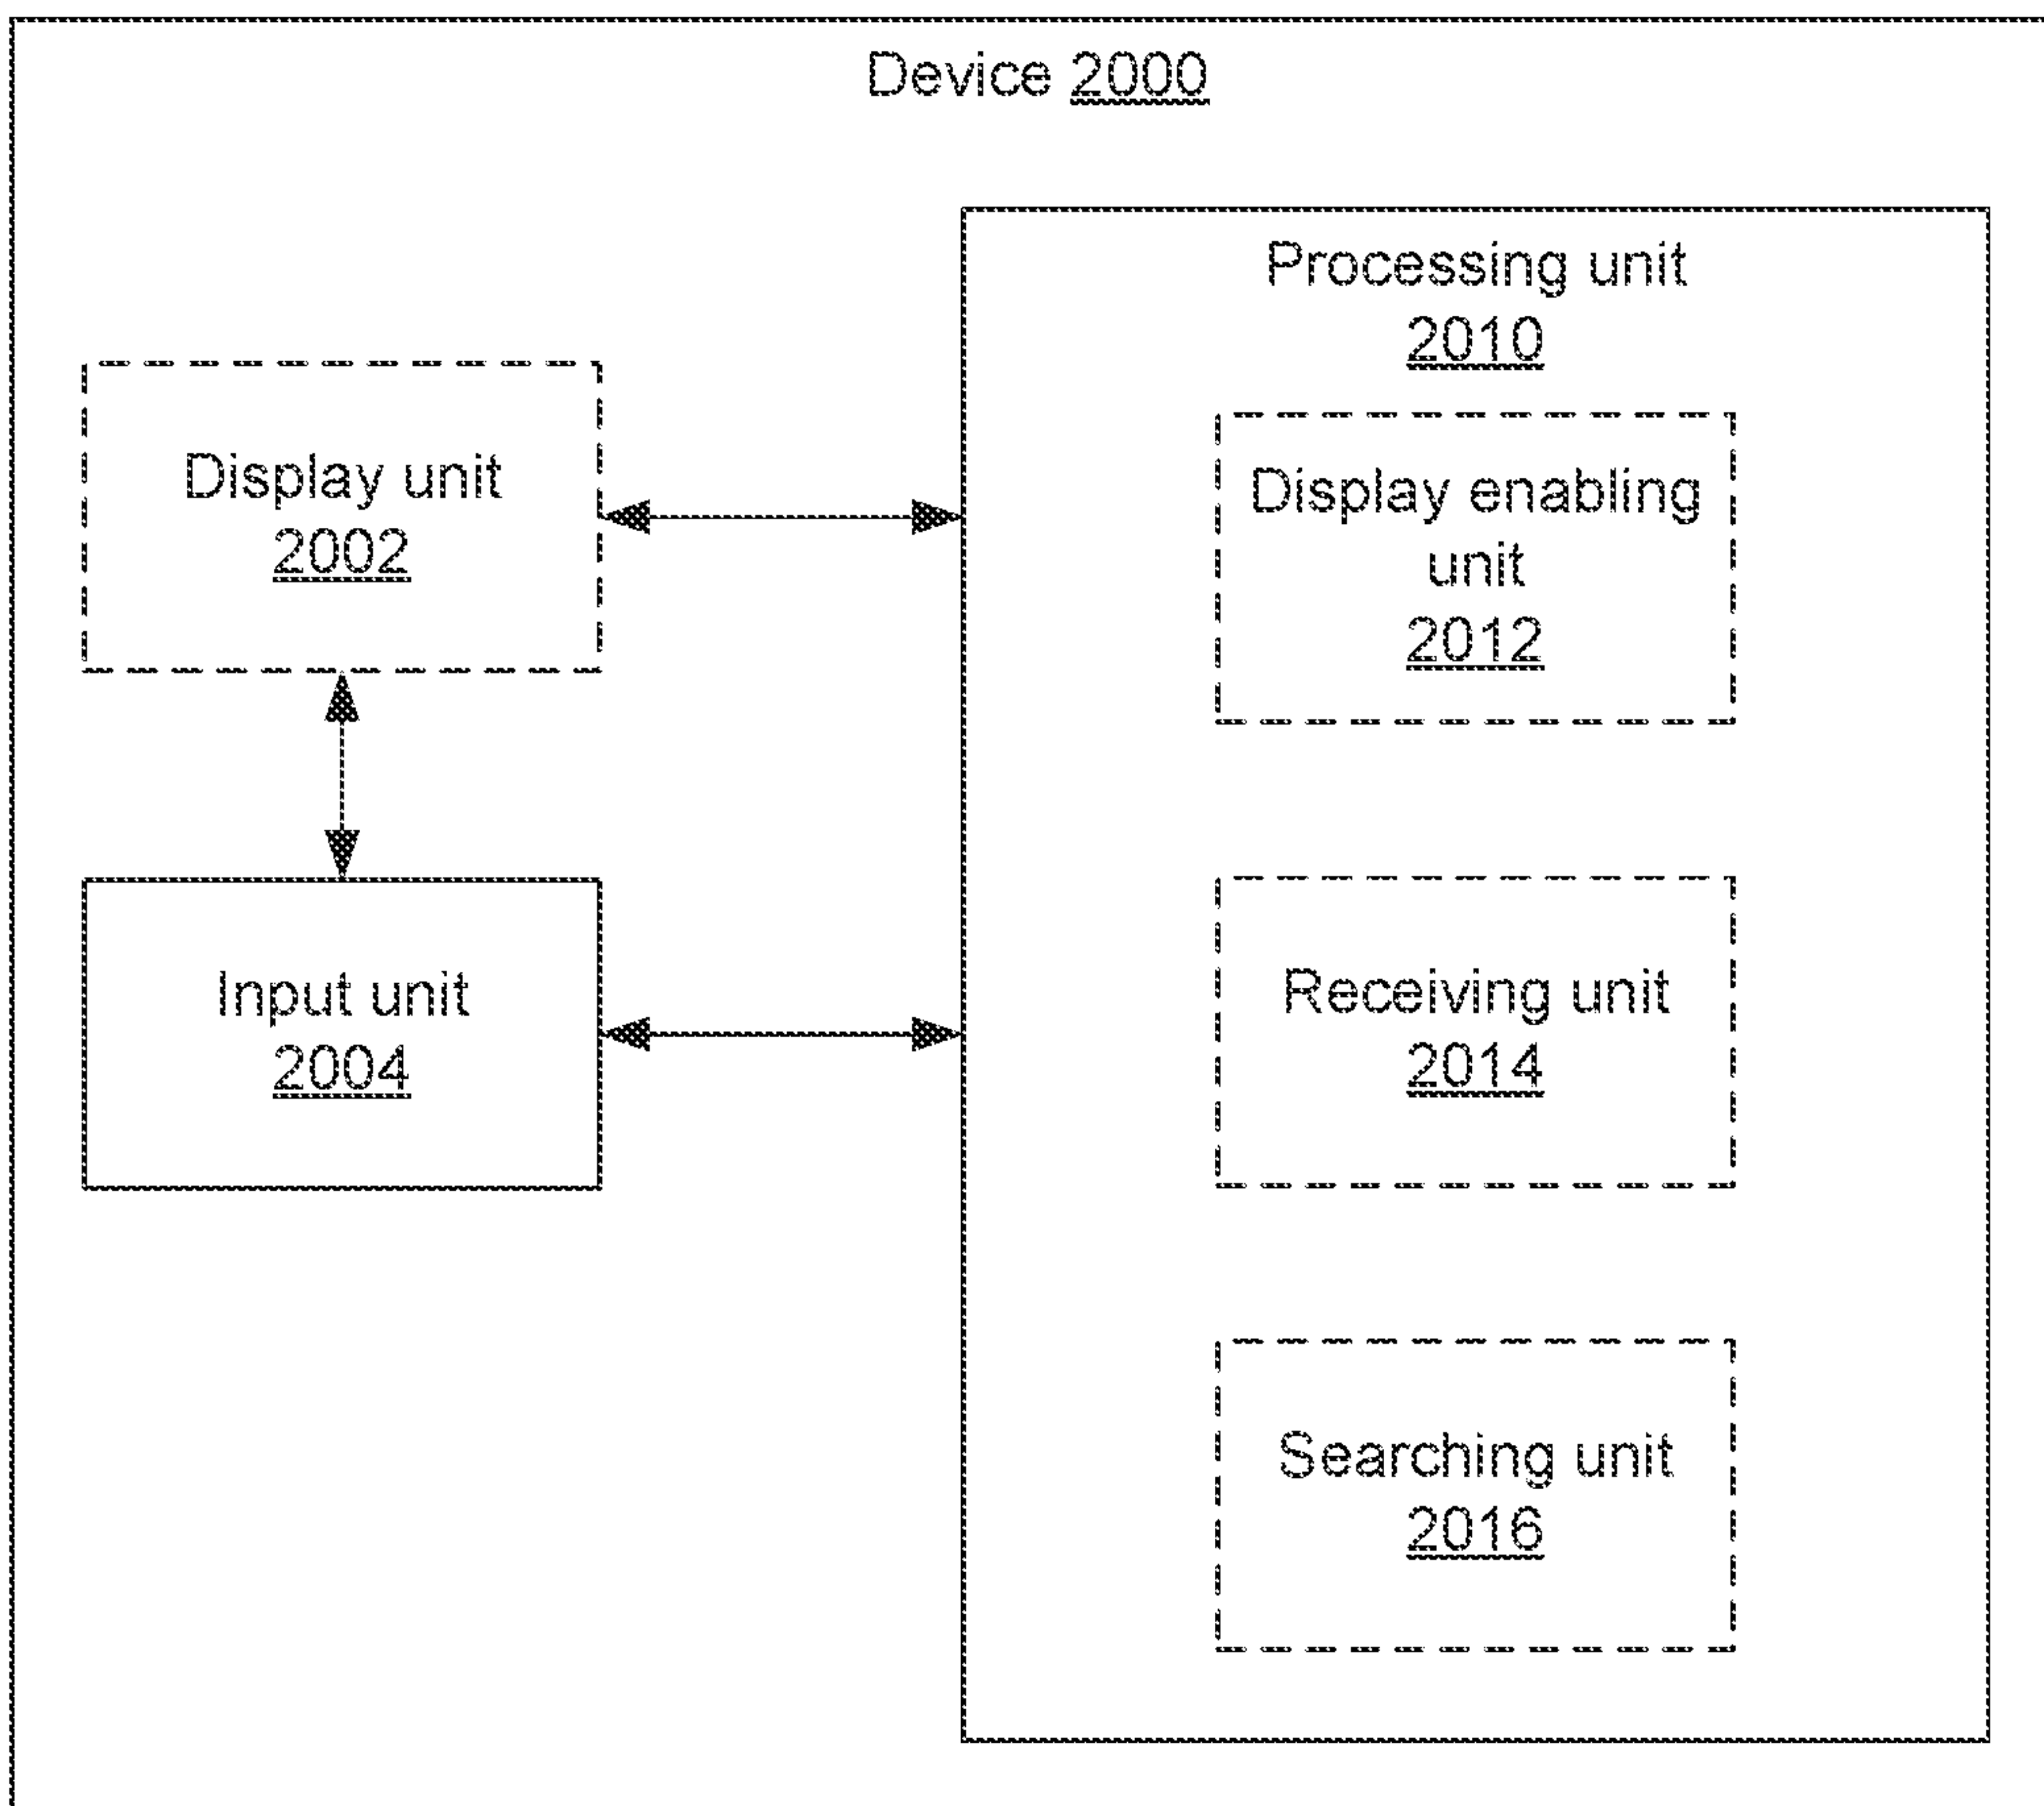 Device 2000
Processing unit
2010
Display unit
2002
Display enabling
unit
2012
Input unit
2004
Receiving unit
2014
Searching unit
2016